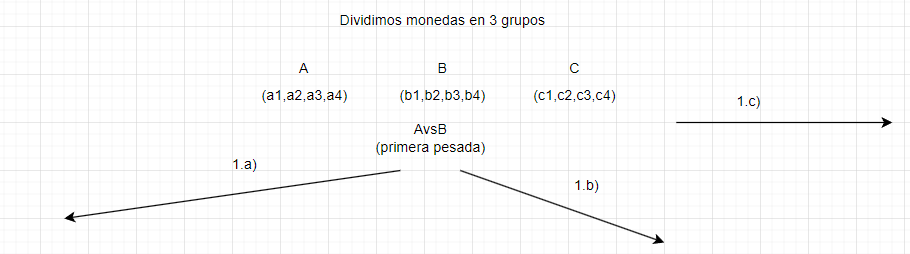 Dividimos monedas en 3 grupos
A B C
(a1,a2,a3,a4) (b1,b2,b3,b4) (c1,c2,c3,c4)
1.c)
AvsB
(primera pesada)
1.a)
1.b)